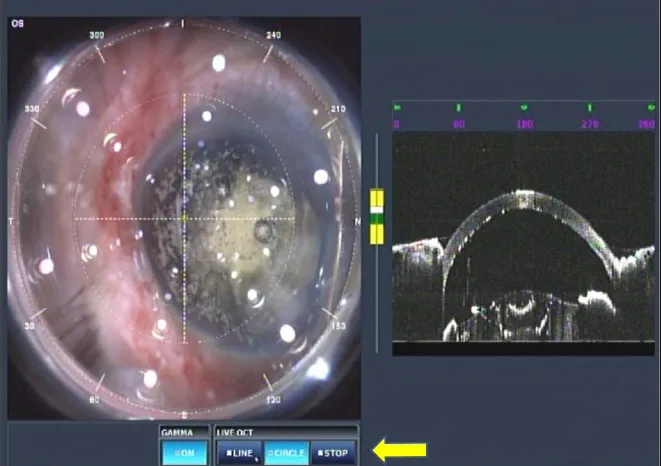 OS
I
300
240
330
210
T
N
30
150
60
120
S
0 90 180 270 360
GAMMA
LIVE OCT
ON
LINE
CIRCLE
STOP